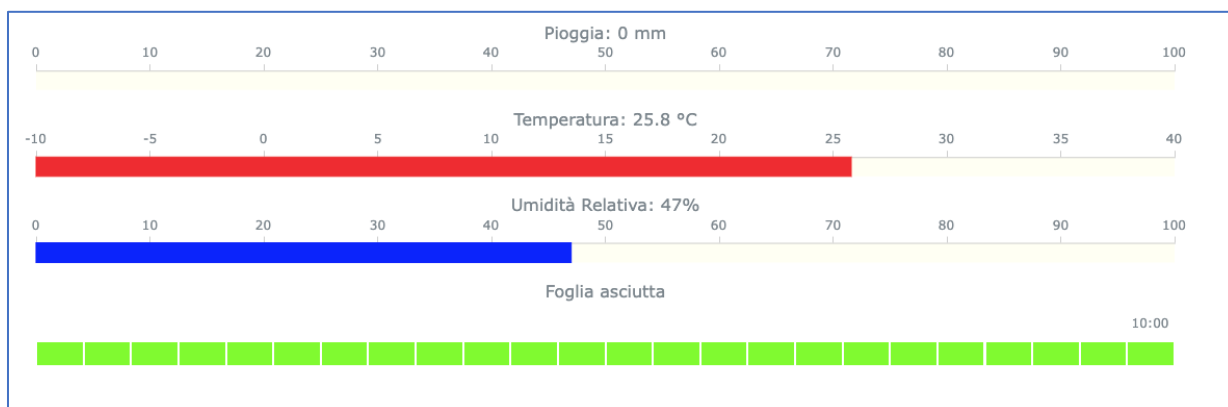 Pioggia: 0 mm
0 10 20 30 40 50 60 70 80 90 100
Temperatura: 25.8 °C
-10 -5 0 5 10 15 20 25 30 35 40
Umidità Relativa: 47%
0 10 20 30 40 50 60 70 80 90 100
Foglia asciutta
10:00